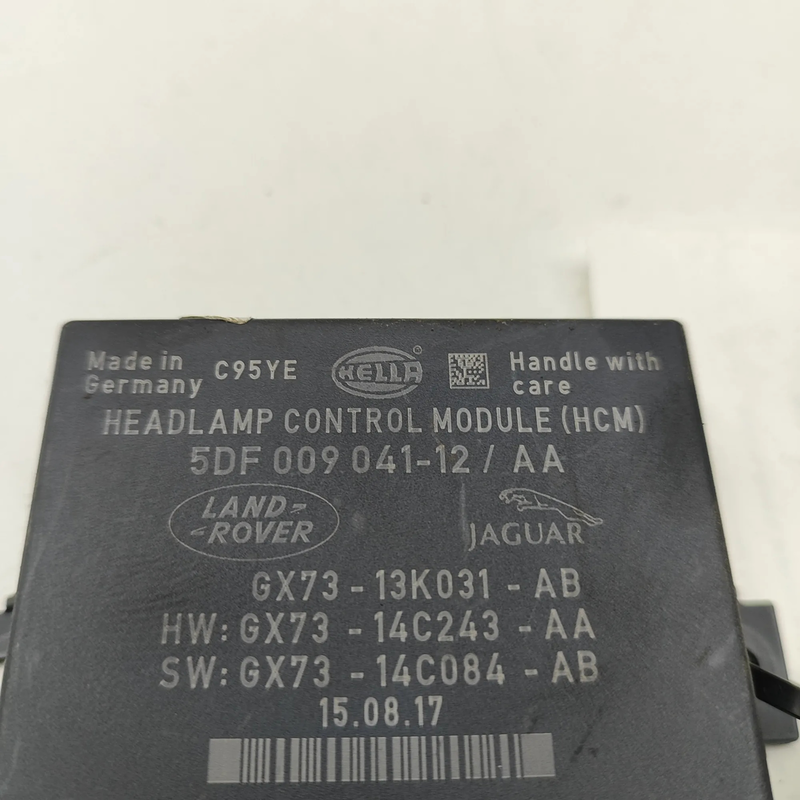 Made in Germany C95YE HELLA ® Handle with care
HEADLAMP CONTROL MODULE (HCM)
5DF 009 041-12 / AA
LAND-
-ROVER
JAGUAR
GX73 - 13K031 - AB
HW: GX73 - 14C243 - AA
SW: GX73 - 14C084 - AB
15.08.17